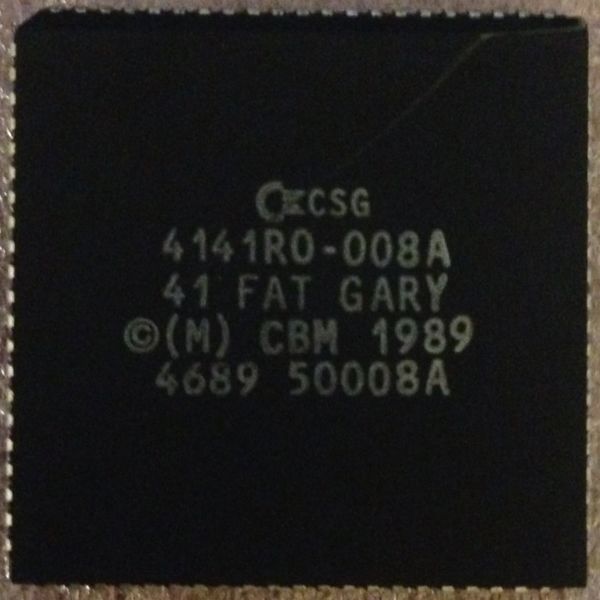 CSG
4141R0-008A
41 FAT GARY
©(M) CBM 1989
4689 50008A